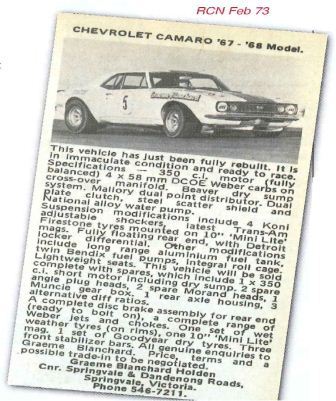 RCN Feb 73
CHEVROLET CAMARO '67 - '68 Model.
5
This vehicle has just been fully rebuilt. It is
in immaculate condition and ready to race.
Specifications — 350 c.i. motor (fully
balanced) 4 x 58 mm DCOE Weber carbs on
cross-over manifold. Beaver dry sump
system. Mallory dual point distributor. Dual
plate clutch, steel scatter shield and
National alloy water pump.
Suspension modifications include 4 Koni
adjustable shockers, latest Trans-Am
Firestone tyres mounted on 10" 'Mini Lite'
mags. Fully floating rear end, with Detroit
locker differential. Other modifications
include long range aluminium fuel tank,
twin Bendix fuel pumps, integral roll cage.
Lightweight seats. This vehicle will be sold
complete with spares, which include 1 x 350
c.i. short motor including dry sump. 2 spare
angle plug heads, 2 spare Morand heads, 1
Muncie gear box. 1 rear axle housing, 3
alternative diff ratios.
A complete disc brake assembly for rear end
(ready to bolt on), a complete range of
Weber jets and chokes. One set of wet
weather tyres (on rims), one 10" 'Mini Lite'
mag. 1 set of Goodyear dry tyres. Three
front stabilizer bars. All genuine enquiries to
Graeme Blanchard. Price, terms and a
possible trade-in to be negotiated.
Graeme Blanchard Holden
Cnr. Springvale & Dandenong Roads,
Springvale, Victoria.
Phone 546-7211.